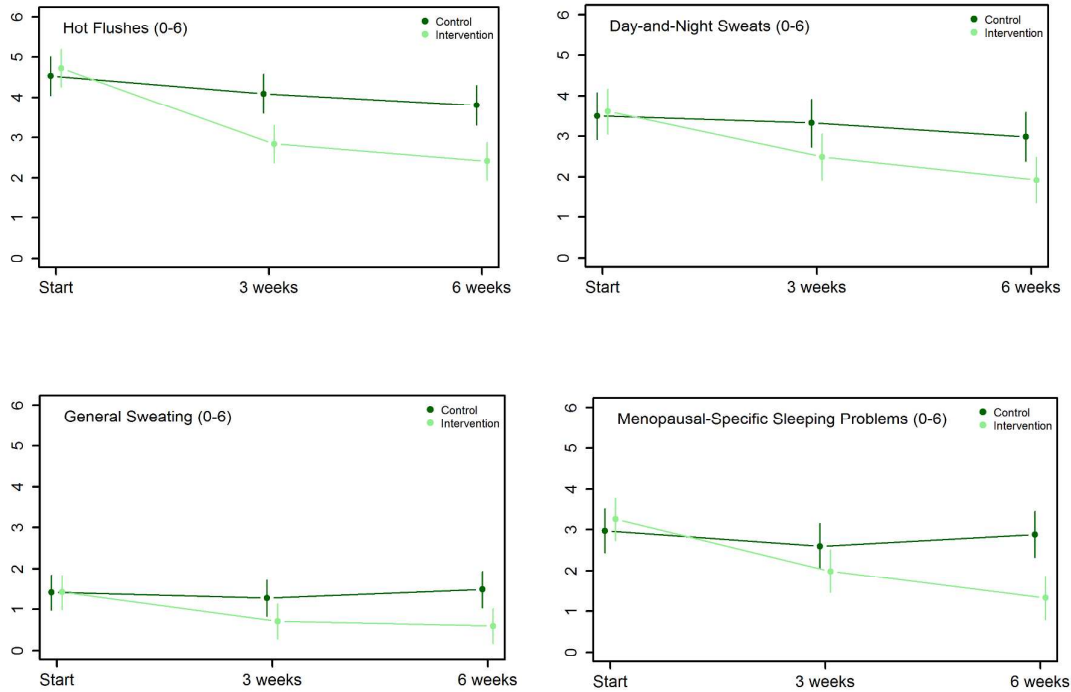 Hot Flushes (0-6)
Control
Intervention
6
5
4
3
2
1
0
Start
3 weeks
6 weeks
Day-and-Night Sweats (0-6)
Control
Intervention
6
5
4
3
2
1
0
Start
3 weeks
6 weeks
General Sweating (0-6)
Control
Intervention
6
5
4
3
2
1
0
Start
3 weeks
6 weeks
Menopausal-Specific Sleeping Problems (0-6)
Control
Intervention
6
5
4
3
2
1
0
Start
3 weeks
6 weeks